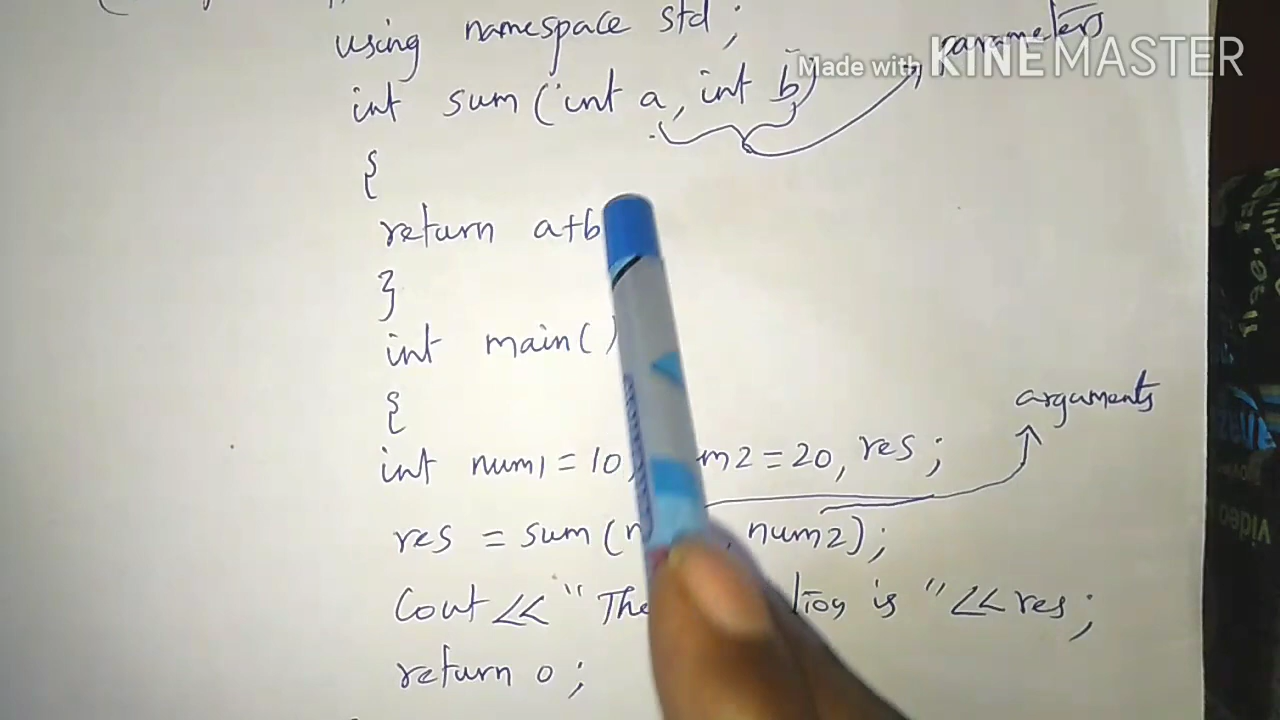 using namespace std;
parameters
Made with KINEMASTER
int sum (int a, int b)
{
return a+b
}
int main()
{
arguments
int num1 = 10, m2 = 20, res;
res = sum (n , num2);
Cout << "The tion is "<< res;
return 0;